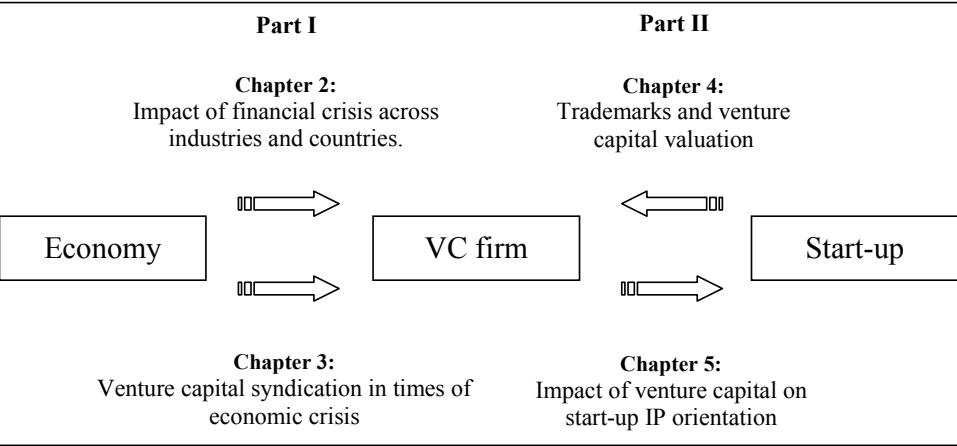 Part I
Part II
Chapter 2:
Impact of financial crisis across
industries and countries.
Chapter 4:
Trademarks and venture
capital valuation
Economy
VC firm
Start-up
Chapter 3:
Venture capital syndication in times of
economic crisis
Chapter 5:
Impact of venture capital on
start-up IP orientation